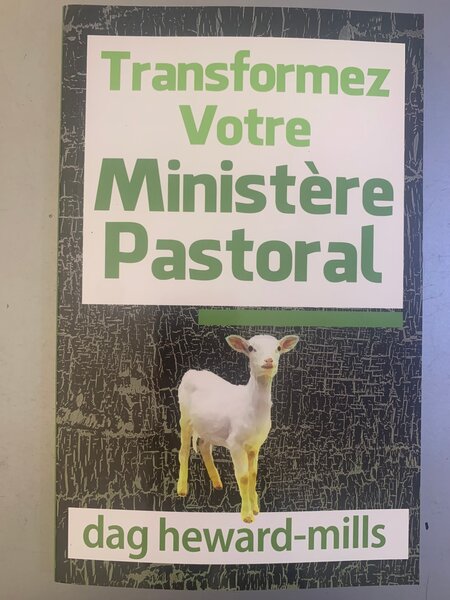 Transformez
Votre
Ministère
Pastoral
dag heward-mills